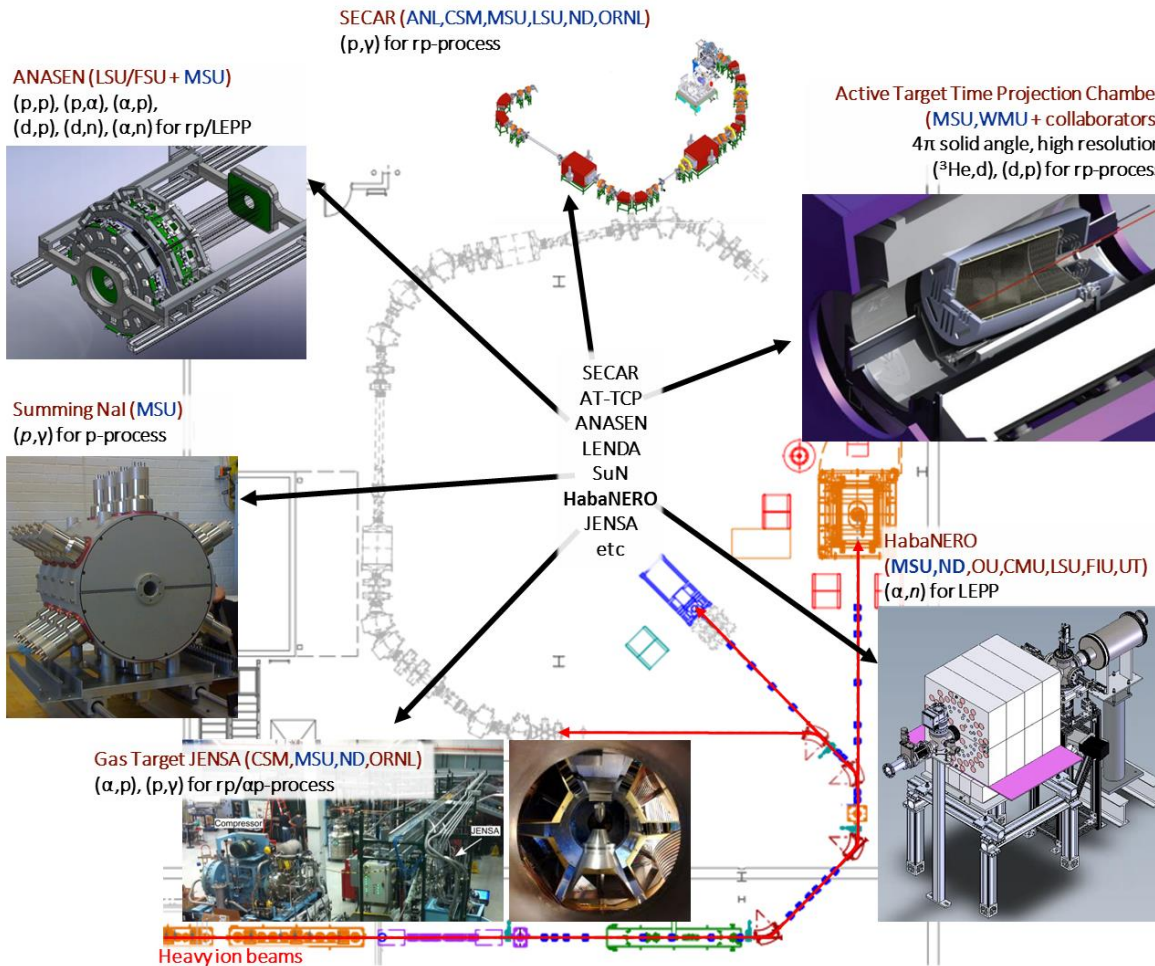 SECAR (ANL,CSM,MSU,LSU,ND,ORNL)
(p,γ) for rp-process
ANASEN (LSU/FSU + MSU)
(p,p), (p,α), (α,p),
(d,p), (d,n), (α,n) for rp/LEPP
Active Target Time Projection Chambe
(MSU,WMU + collaborators
4π solid angle, high resolution
(³He,d), (d,p) for rp-process
SECAR
AT-TCP
ANASEN
LENDA
SuN
HabaNERO
JENSA
etc
Summing NaI (MSU)
(p,γ) for p-process
HabaNERO
(MSU,ND,OU,CMU,LSU,FIU,UT)
(α,n) for LEPP
Gas Target JENSA (CSM,MSU,ND,ORNL)
(α,p), (p,γ) for rp/αp-process
Compressor
JENSA
Heavy ion beams